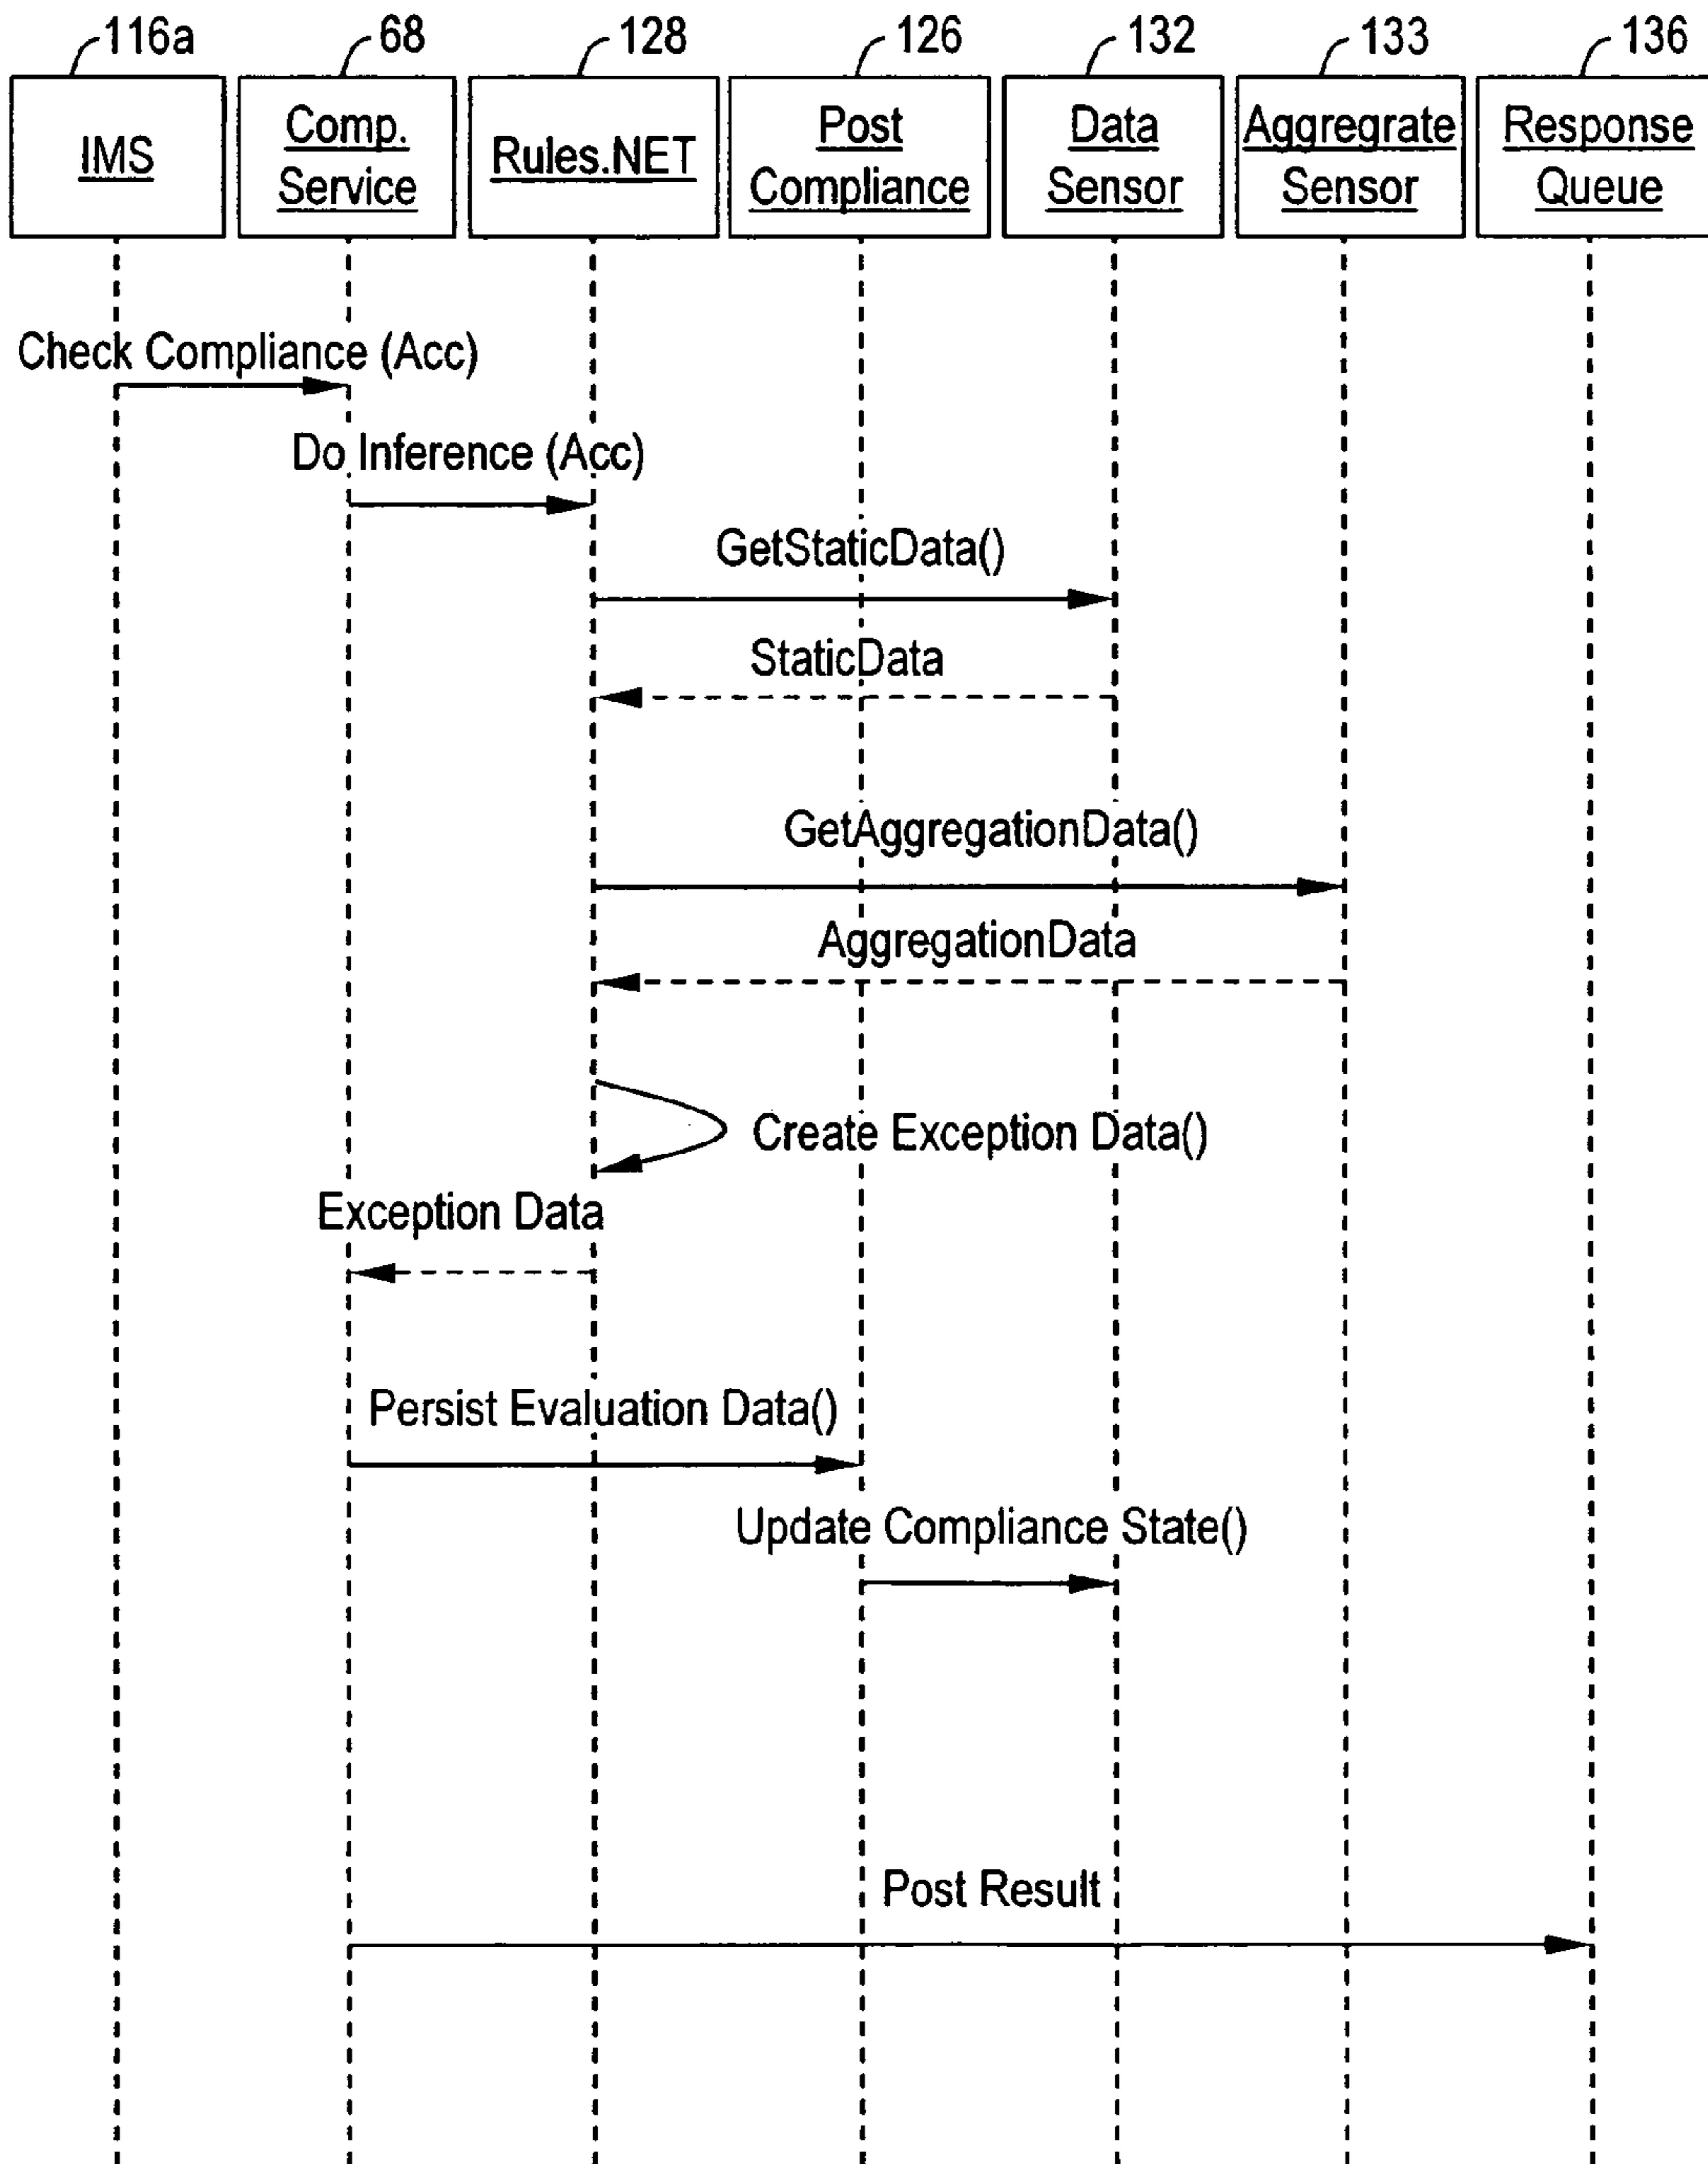 116a
68
128
126
132
133
136
IMS
Comp.
Service
Rules.NET
Post
Compliance
Data
Sensor
Aggregrate
Sensor
Response
Queue
Check Compliance (Acc)
Do Inference (Acc)
GetStaticData()
StaticData
GetAggregationData()
AggregationData
Create Exception Data()
Exception Data
Persist Evaluation Data()
Update Compliance State()
Post Result